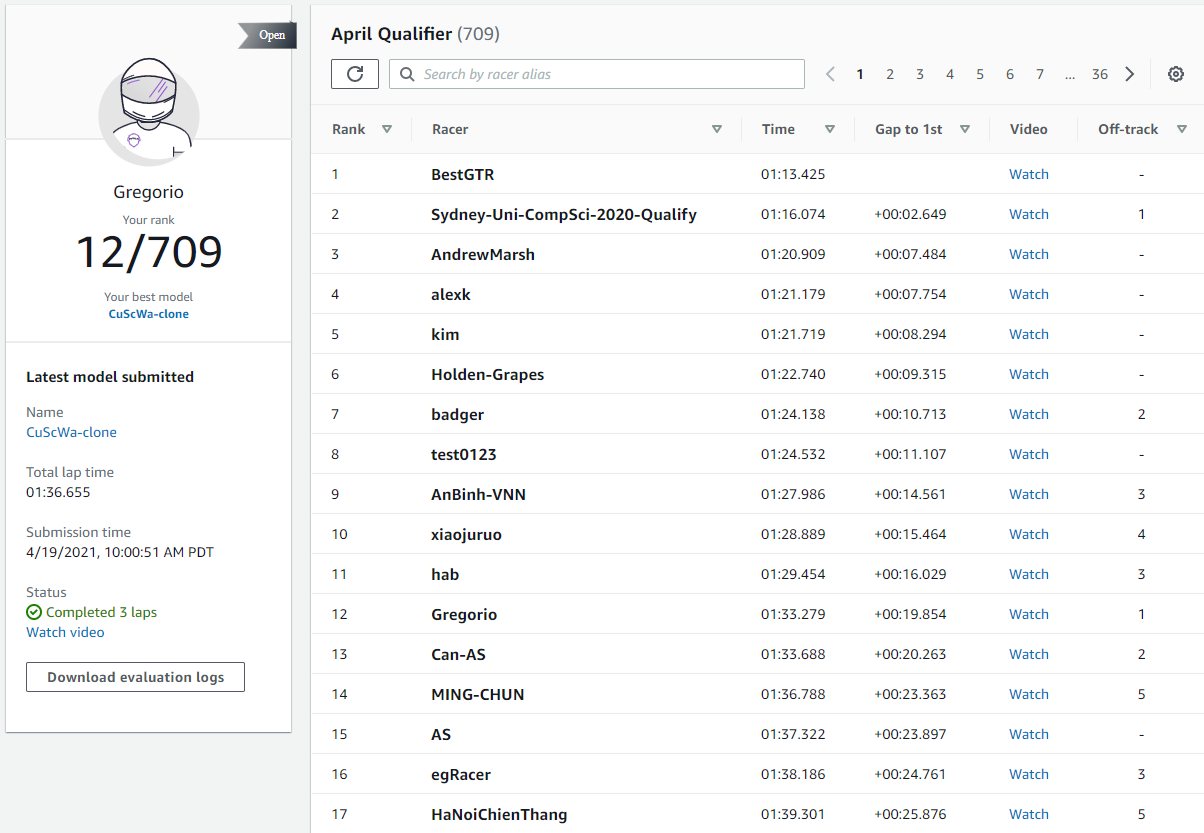 Open
Gregorio
Your rank
12/709
Your best model
CuScWa-clone
Latest model submitted
Name
CuScWa-clone
Total lap time
01:36.655
Submission time
4/19/2021, 10:00:51 AM PDT
Status
Completed 3 laps
Watch video
Download evaluation logs
April Qualifier (709)
Search by racer alias
1 2 3 4 5 6 7 ... 36
Rank Racer Time Gap to 1st Video Off-track
1 BestGTR 01:13.425 Watch -
2 Sydney-Uni-CompSci-2020-Qualify 01:16.074 +00:02.649 Watch 1
3 AndrewMarsh 01:20.909 +00:07.484 Watch -
4 alexk 01:21.179 +00:07.754 Watch -
5 kim 01:21.719 +00:08.294 Watch -
6 Holden-Grapes 01:22.740 +00:09.315 Watch -
7 badger 01:24.138 +00:10.713 Watch 2
8 test0123 01:24.532 +00:11.107 Watch -
9 AnBinh-VNN 01:27.986 +00:14.561 Watch 3
10 xiaojuruo 01:28.889 +00:15.464 Watch 4
11 hab 01:29.454 +00:16.029 Watch 3
12 Gregorio 01:33.279 +00:19.854 Watch 1
13 Can-AS 01:33.688 +00:20.263 Watch 2
14 MING-CHUN 01:36.788 +00:23.363 Watch 5
15 AS 01:37.322 +00:23.897 Watch -
16 egRacer 01:38.186 +00:24.761 Watch 3
17 HaNoiChienThang 01:39.301 +00:25.876 Watch 5